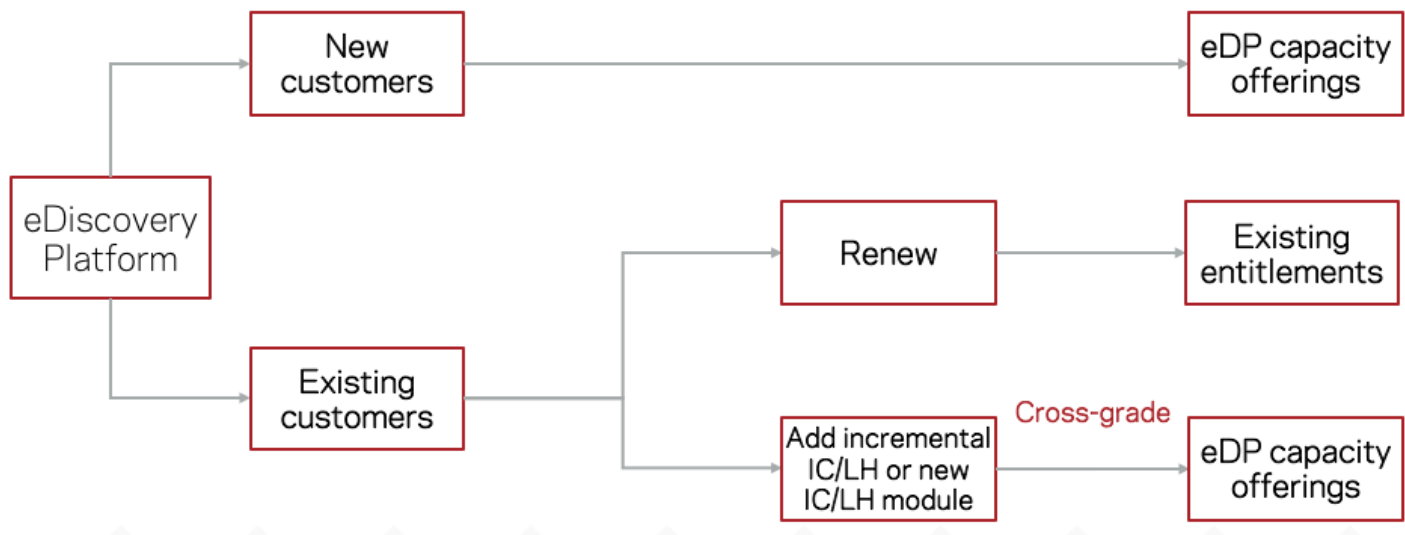 New
customers
eDP capacity
offerings
eDiscovery
Platform
Renew
Existing
entitlements
Existing
customers
Add incremental
IC/LH or new
IC/LH module
Cross-grade
eDP capacity
offerings